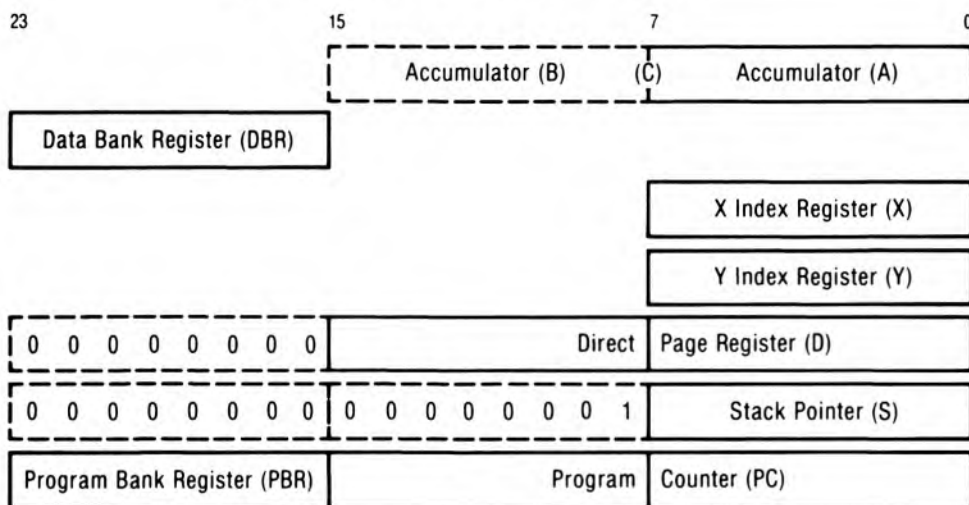 23 15 7 0
Accumulator (B) (C) Accumulator (A)
Data Bank Register (DBR)
X Index Register (X)
Y Index Register (Y)
0 0 0 0 0 0 0 0 Direct Page Register (D)
0 0 0 0 0 0 0 0 0 0 0 0 0 0 0 1 Stack Pointer (S)
Program Bank Register (PBR) Program Counter (PC)